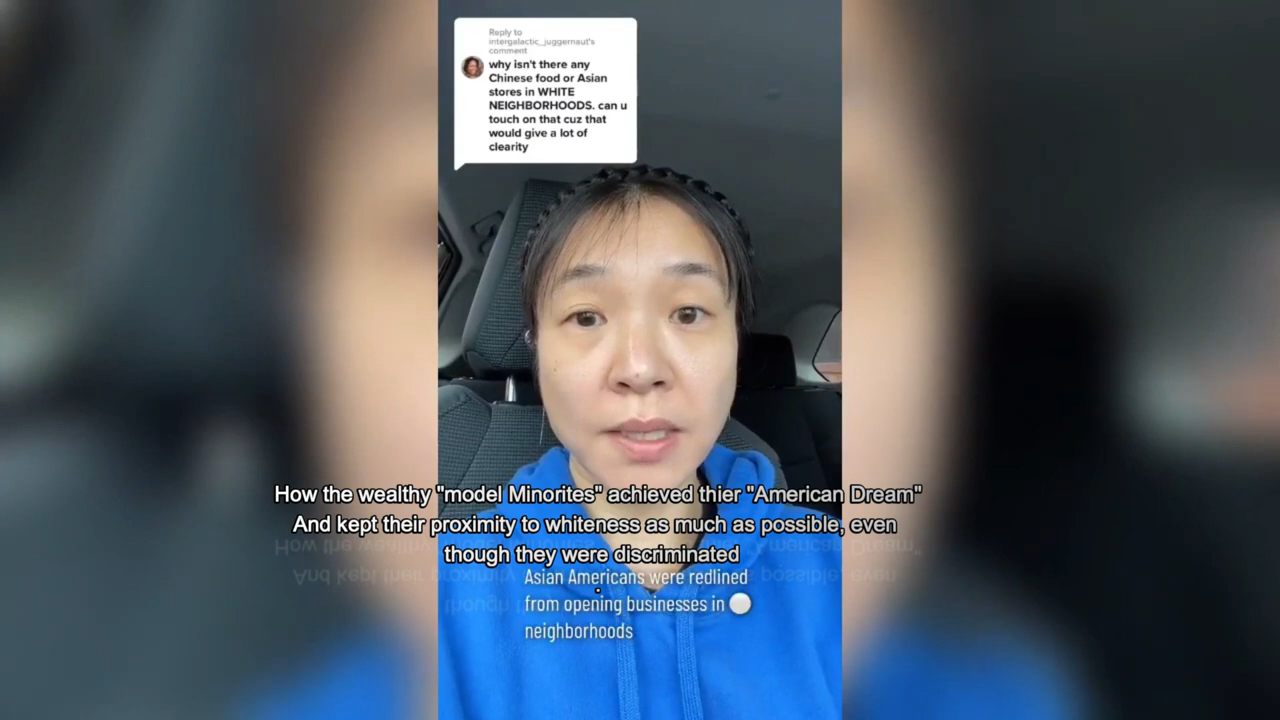 Reply to
intergalactic_juggernaut's
comment
why isn't there any
Chinese food or Asian
stores in WHITE
NEIGHBORHOODS. can u
touch on that cuz that
would give a lot of
clearity
How the wealthy "model Minorites" achieved thier "American Dream"
And kept their proximity to whiteness as much as possible, even
though they were discriminated
Asian Americans were redlined
from opening businesses in ⚪
neighborhoods